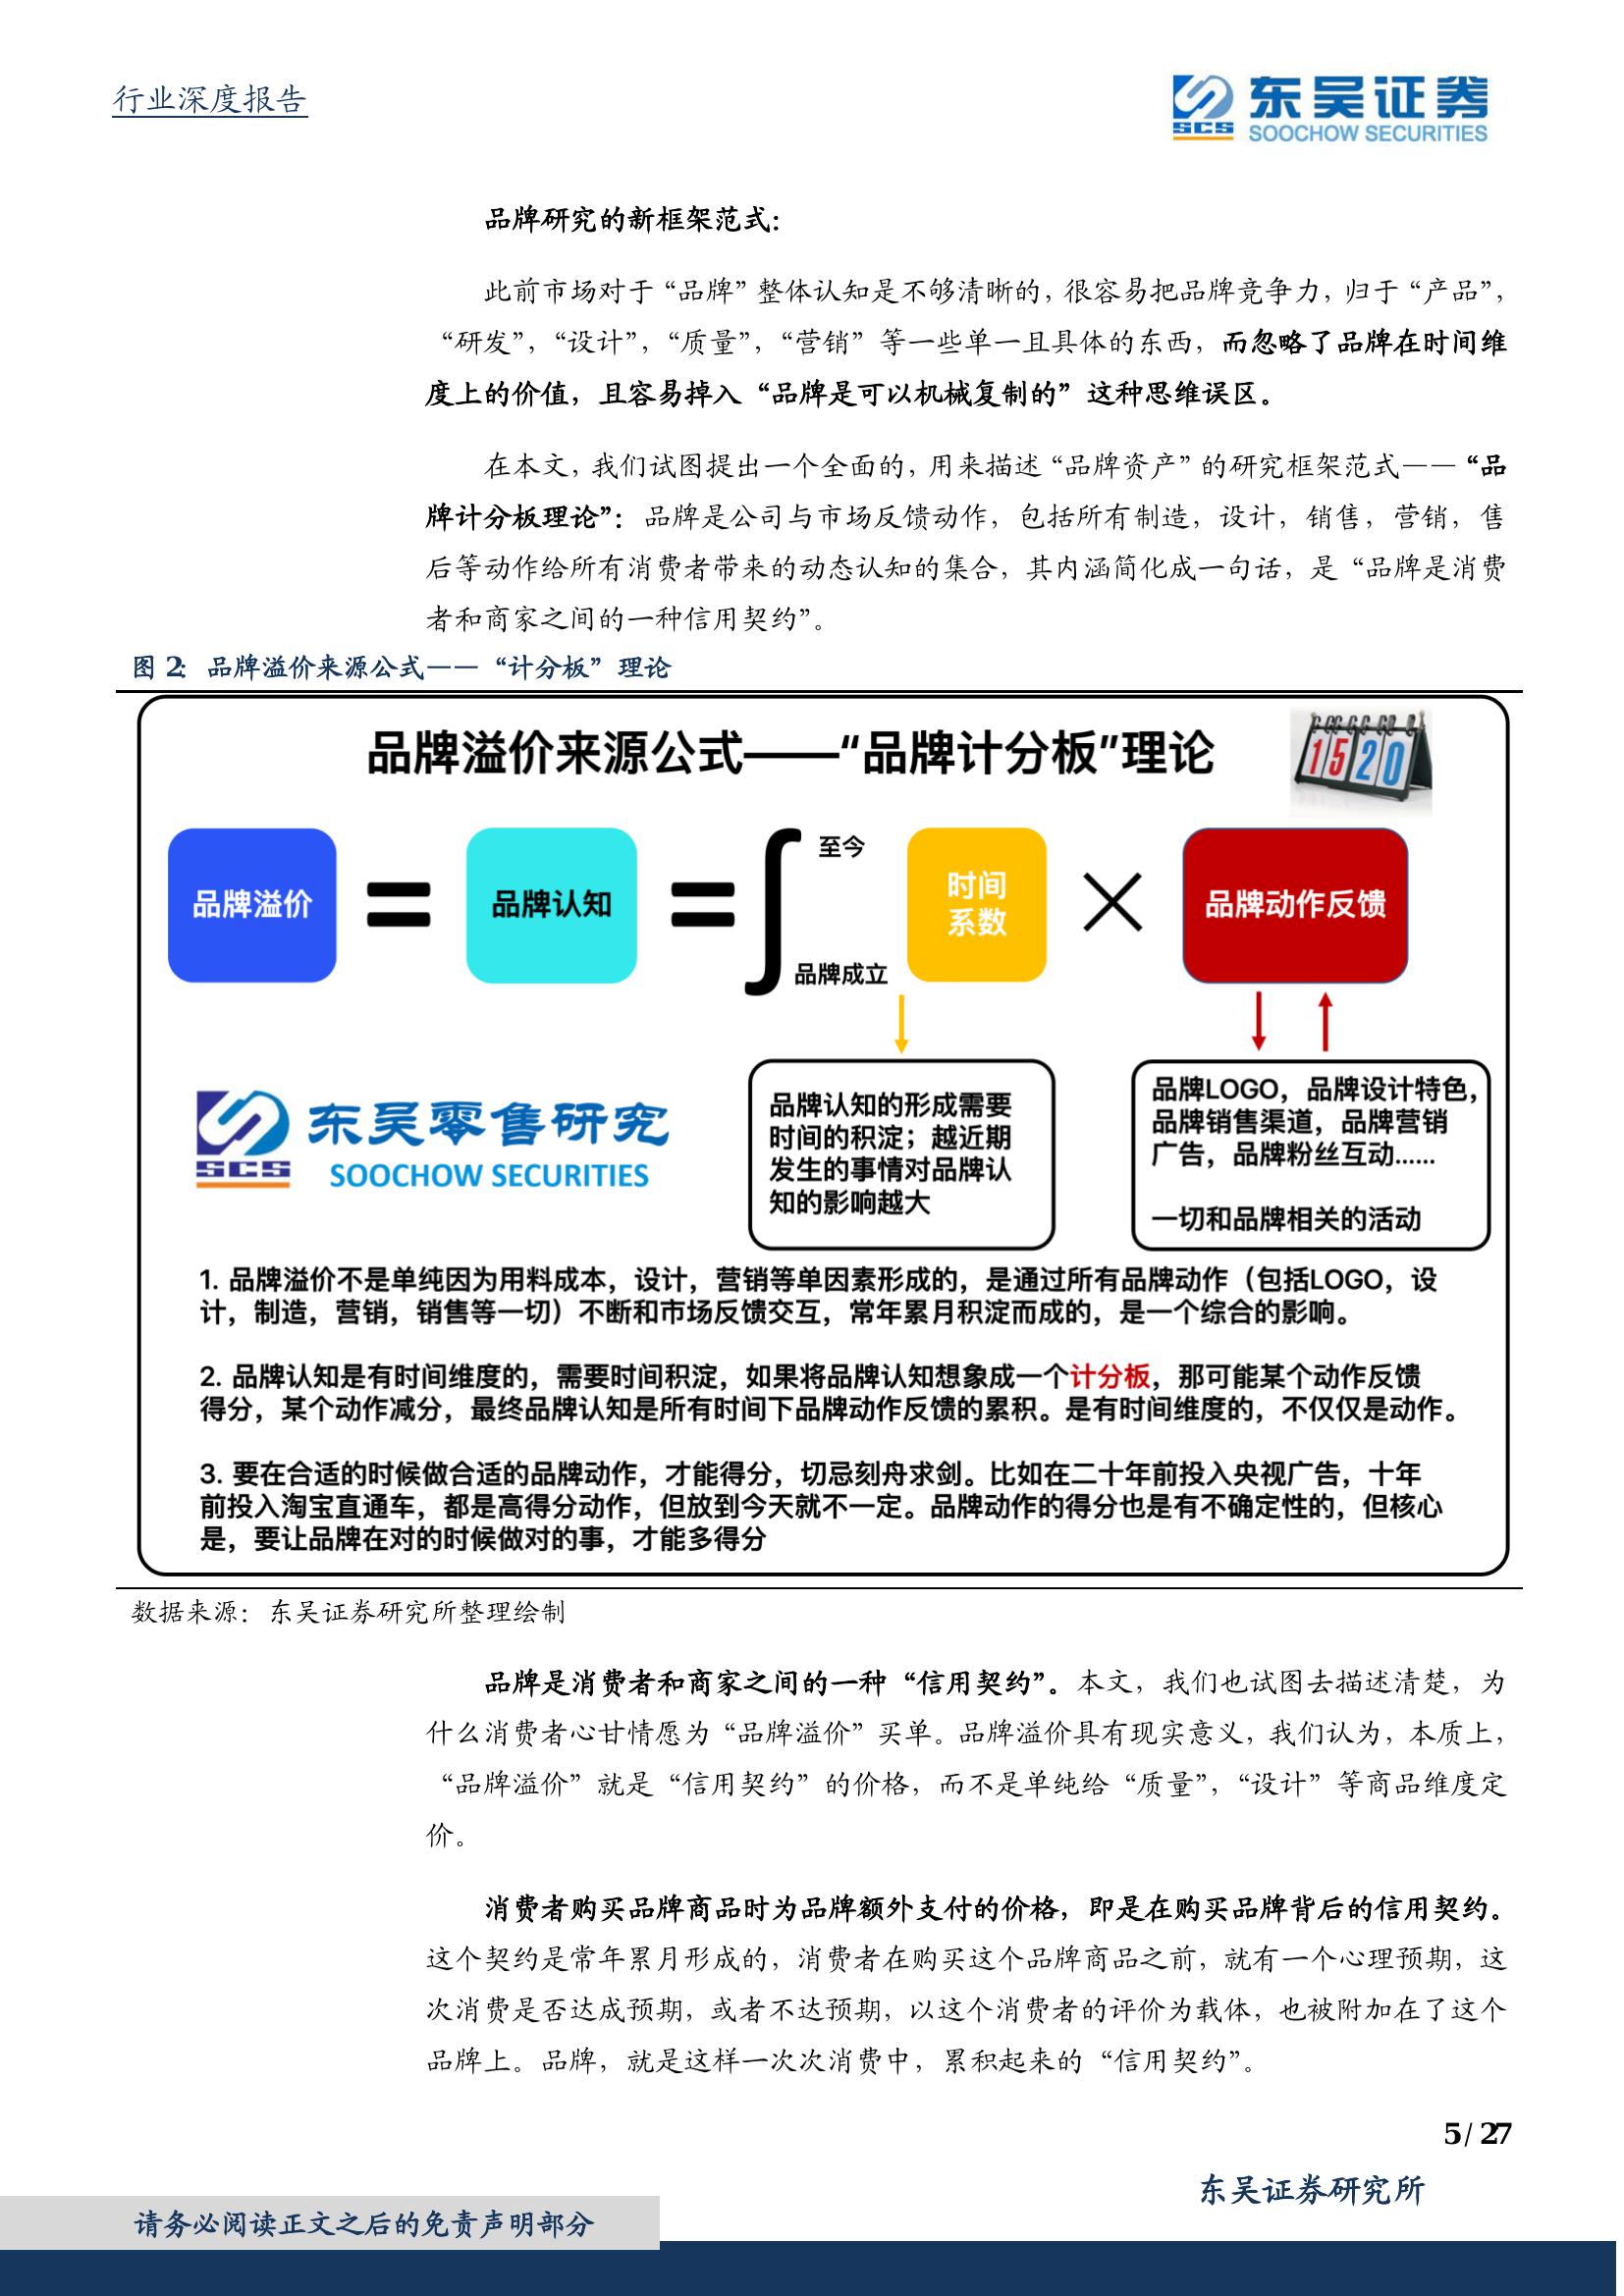 行业深度报告
SCS
东吴证券
SOOCHOW SECURITIES
品牌研究的新框架范式：
此前市场对于“品牌”整体认知是不够清晰的，很容易把品牌竞争力，归于“产品”，
“研发”，“设计”，“质量”，“营销”等一些单一且具体的东西，而忽略了品牌在时间维
度上的价值，且容易掉入“品牌是可以机械复制的”这种思维误区。
在本文，我们试图提出一个全面的，用来描述“品牌资产”的研究框架范式——“品
牌计分板理论”：品牌是公司与市场反馈动作，包括所有制造，设计，销售，营销，售
后等动作给所有消费者带来的动态认知的集合，其内涵简化成一句话，是“品牌是消费
者和商家之间的一种信用契约”。
图 2：品牌溢价来源公式——“计分板”理论
品牌溢价来源公式——“品牌计分板”理论
1520
品牌溢价
=
品牌认知
=
∫
至今
品牌成立
时间
系数
×
品牌动作反馈
SCS
东吴零售研究
SOOCHOW SECURITIES
品牌认知的形成需要
时间的积淀；越近期
发生的事情对品牌认
知的影响越大
品牌LOGO，品牌设计特色，
品牌销售渠道，品牌营销
广告，品牌粉丝互动......
一切和品牌相关的活动
1. 品牌溢价不是单纯因为用料成本，设计，营销等单因素形成的，是通过所有品牌动作（包括LOGO，设
计，制造，营销，销售等一切）不断和市场反馈交互，常年累月积淀而成的，是一个综合的影响。
2. 品牌认知是有时间维度的，需要时间积淀，如果将品牌认知想象成一个计分板，那可能某个动作反馈
得分，某个动作减分，最终品牌认知是所有时间下品牌动作反馈的累积。是有时间维度的，不仅仅是动作。
3. 要在合适的时候做合适的品牌动作，才能得分，切忌刻舟求剑。比如在二十年前投入央视广告，十年
前投入淘宝直通车，都是高得分动作，但放到今天就不一定。品牌动作的得分也是有不确定性的，但核心
是，要让品牌在对的时候做对的事，才能多得分
数据来源：东吴证券研究所整理绘制
品牌是消费者和商家之间的一种“信用契约”。本文，我们也试图去描述清楚，为
什么消费者心甘情愿为“品牌溢价”买单。品牌溢价具有现实意义，我们认为，本质上，
“品牌溢价”就是“信用契约”的价格，而不是单纯给“质量”，“设计”等商品维度定
价。
消费者购买品牌商品时为品牌额外支付的价格，即是在购买品牌背后的信用契约。
这个契约是常年累月形成的，消费者在购买这个品牌商品之前，就有一个心理预期，这
次消费是否达成预期，或者不达预期，以这个消费者的评价为载体，也被附加在了这个
品牌上。品牌，就是这样一次次消费中，累积起来的“信用契约”。
5 / 27
东吴证券研究所
请务必阅读正文之后的免责声明部分